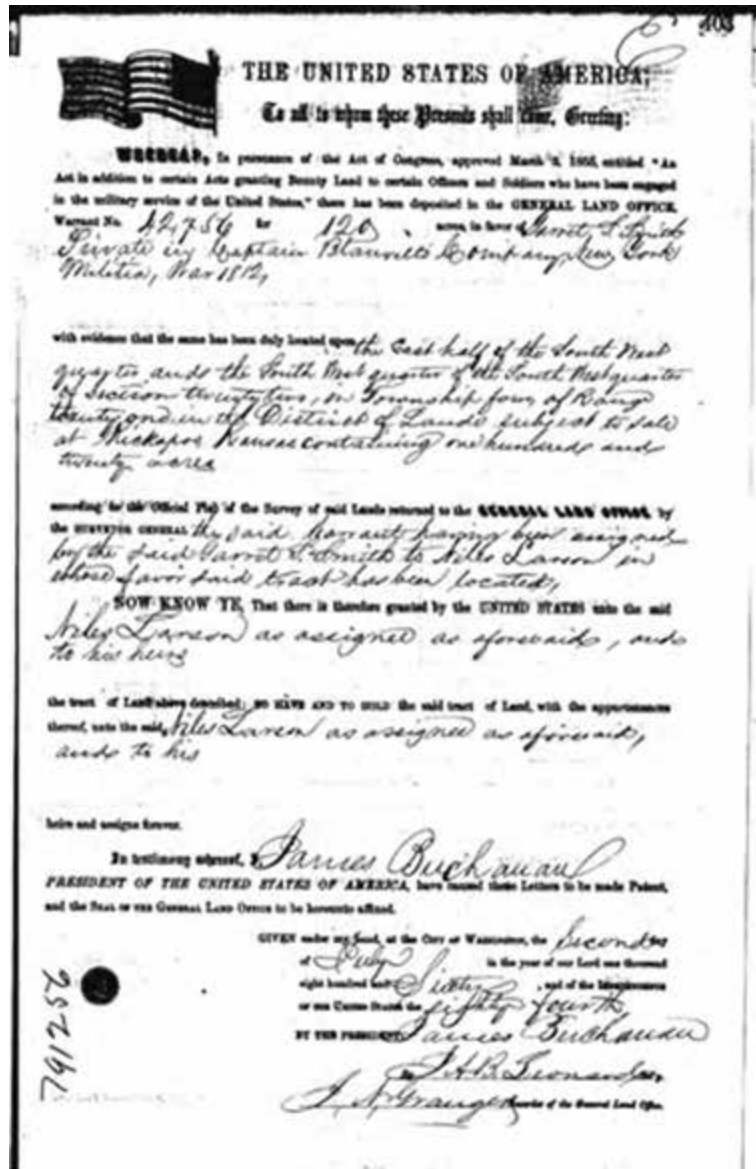 403
THE UNITED STATES OF AMERICA,
To all to whom these Presents shall come, Greeting:
WHEREAS, In pursuance of the Act of Congress, approved March 3, 1855, entitled "An
Act in addition to certain Acts granting Bounty Land to certain Officers and Soldiers who have been engaged
in the military service of the United States," there has been deposited in the GENERAL LAND OFFICE,
Warrant No. 42,756 for 120 acres, in favor of Garret S. Smith
Private in Captain Blauvelts Company, New York
Militia, War 1812,
with evidence that the same has been duly located upon the East half of the South West
quarter and the South West quarter of the South West quarter
of Section twenty two, in Township four, of Range
twenty one in the District of Lands subject to sale
at Kickapoo Kansas containing one hundred and
twenty acres
according to the Official Plat of the Survey of said Lands returned to the GENERAL LAND OFFICE by
the SURVEYOR GENERAL the said Warrant having been assigned
by the said Garret S. Smith to Niles Larson in
whose favor said tract has been located,
NOW KNOW YE, That there is therefore granted by the UNITED STATES unto the said
Niles Larson as assignee as aforesaid, and
to his heirs
the tract of Land above described; TO HAVE AND TO HOLD the said tract of Land, with the appurtenances
thereof, unto the said Niles Larson as assignee as aforesaid,
and to his
heirs and assigns forever.
In testimony whereof, I, James Buchanan
PRESIDENT OF THE UNITED STATES OF AMERICA, have caused these Letters to be made Patent,
and the SEAL OF THE GENERAL LAND OFFICE to be hereunto affixed.
GIVEN under my hand, at the CITY OF WASHINGTON, the Second day
of July in the year of our Lord one thousand
eight hundred and Sixty, and of the Independence
of the United States the eighty fourth
BY THE PRESIDENT: James Buchanan
By J. A. B. Leonard Sec.
J. N. Granger Recorder of the General Land Office.